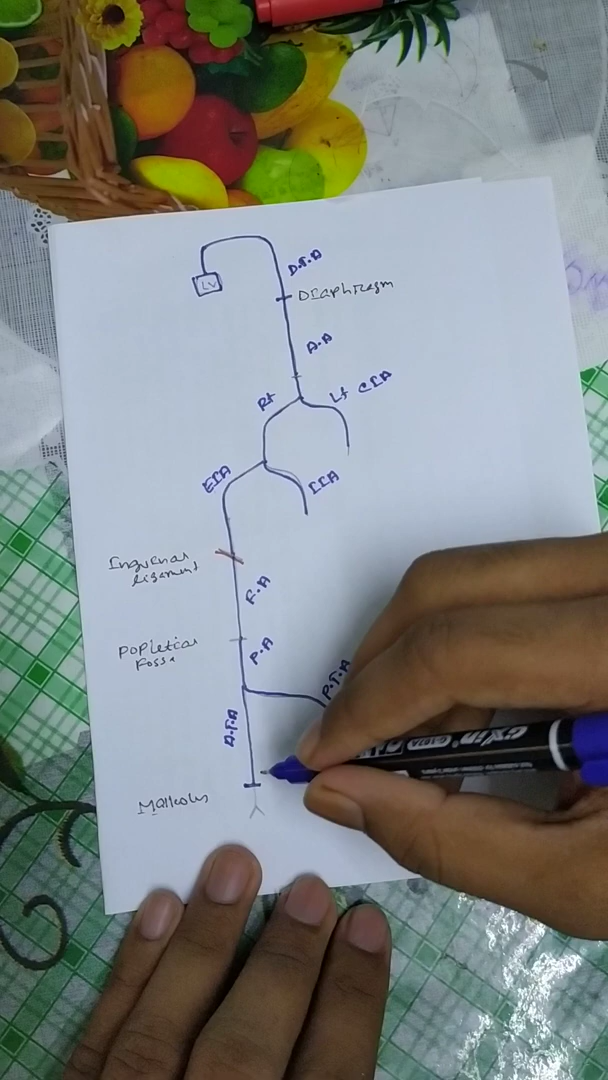 LV
D.T.A
Diaphragm
A.A
Rt
Lt CIA
EIA
IIA
Inguinal
ligament
F.A
Popletial
Fossa
P.A
P.T.A
A.T.A
Malleolus